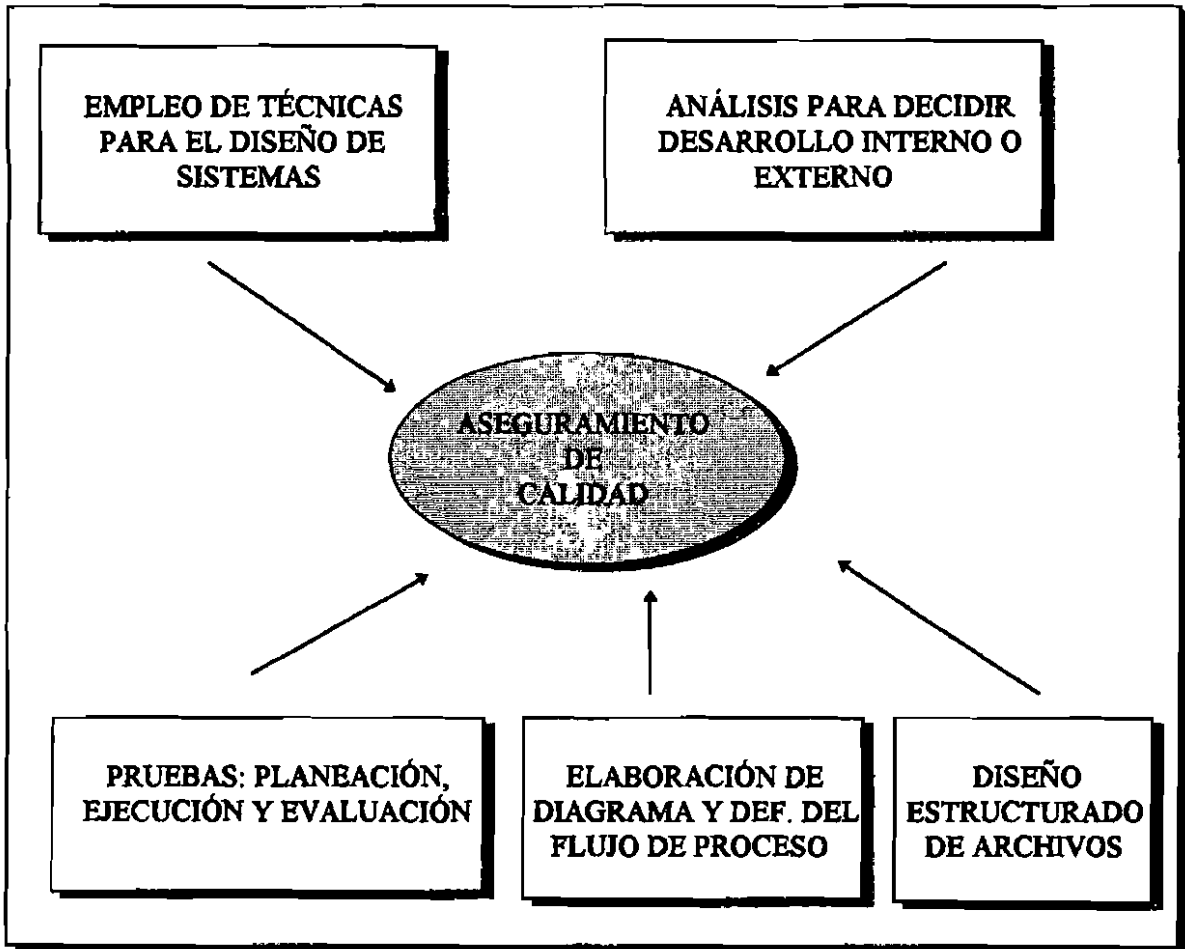 EMPLEO DE TÉCNICAS
PARA EL DISEÑO DE
SISTEMAS
ANÁLISIS PARA DECIDIR
DESARROLLO INTERNO O
EXTERNO
ASEGURAMIENTO
DE
CALIDAD
PRUEBAS: PLANEACIÓN,
EJECUCIÓN Y EVALUACIÓN
ELABORACIÓN DE
DIAGRAMA Y DEF. DEL
FLUJO DE PROCESO
DISEÑO
ESTRUCTURADO
DE ARCHIVOS